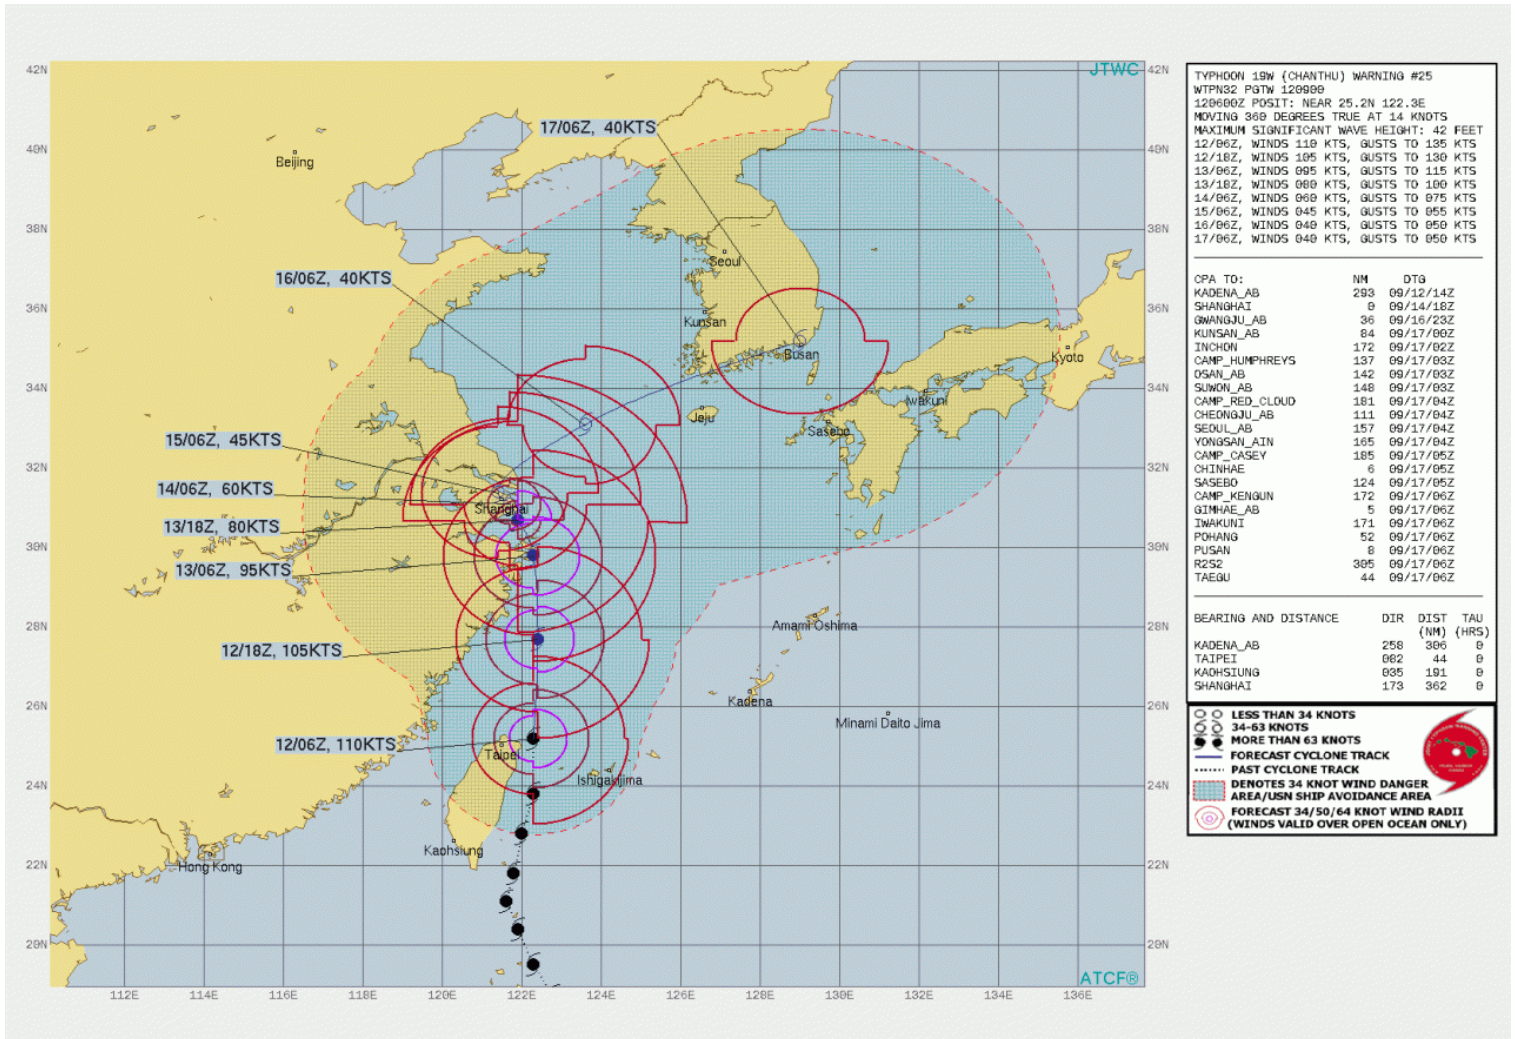 42N
JTWC
42N
17/06Z, 40KTS
40N
Beijing
40N
38N
38N
Seoul
16/06Z, 40KTS
36N
Kunsan
36N
Busan
Kyoto
34N
Iwakuni
34N
Jeju
Sasebo
15/06Z, 45KTS
32N
32N
14/06Z, 60KTS
Shanghai
13/18Z, 80KTS
30N
30N
13/06Z, 95KTS
28N
Amami Oshima
28N
12/18Z, 105KTS
Kadena
26N
Minami Daito Jima
26N
12/06Z, 110KTS
Taipei
24N
Ishigakijima
24N
Kaohsiung
22N
Hong Kong
22N
20N
20N
ATCF®
112E 114E 116E 118E 120E 122E 124E 126E 128E 130E 132E 134E 136E
TYPHOON 19W (CHANTHU) WARNING #25
WTPN32 PGTW 120900
120600Z POSIT: NEAR 25.2N 122.3E
MOVING 360 DEGREES TRUE AT 14 KNOTS
MAXIMUM SIGNIFICANT WAVE HEIGHT: 42 FEET
12/06Z, WINDS 110 KTS, GUSTS TO 135 KTS
12/18Z, WINDS 105 KTS, GUSTS TO 130 KTS
13/06Z, WINDS 095 KTS, GUSTS TO 115 KTS
13/18Z, WINDS 080 KTS, GUSTS TO 100 KTS
14/06Z, WINDS 060 KTS, GUSTS TO 075 KTS
15/06Z, WINDS 045 KTS, GUSTS TO 055 KTS
16/06Z, WINDS 040 KTS, GUSTS TO 050 KTS
17/06Z, WINDS 040 KTS, GUSTS TO 050 KTS
CPA TO: NM DTG
KADENA_AB 293 09/12/14Z
SHANGHAI 0 09/14/18Z
GWANGJU_AB 36 09/16/23Z
KUNSAN_AB 84 09/17/00Z
INCHON 172 09/17/02Z
CAMP_HUMPHREYS 137 09/17/03Z
OSAN_AB 142 09/17/03Z
SUWON_AB 148 09/17/03Z
CAMP_RED_CLOUD 181 09/17/04Z
CHEONGJU_AB 111 09/17/04Z
SEOUL_AB 157 09/17/04Z
YONGSAN_AIN 165 09/17/04Z
CAMP_CASEY 185 09/17/05Z
CHINHAE 6 09/17/05Z
SASEBO 124 09/17/05Z
CAMP_KENGUN 172 09/17/06Z
GIMHAE_AB 5 09/17/06Z
IWAKUNI 171 09/17/06Z
POHANG 52 09/17/06Z
PUSAN 8 09/17/06Z
R2S2 305 09/17/06Z
TAEGU 44 09/17/06Z
BEARING AND DISTANCE DIR DIST TAU
(NM) (HRS)
KADENA_AB 258 306 0
TAIPEI 082 44 0
KAOHSIUNG 035 191 0
SHANGHAI 173 362 0
LESS THAN 34 KNOTS
34-63 KNOTS
MORE THAN 63 KNOTS
FORECAST CYCLONE TRACK
PAST CYCLONE TRACK
DENOTES 34 KNOT WIND DANGER
AREA/USN SHIP AVOIDANCE AREA
FORECAST 34/50/64 KNOT WIND RADII
(WINDS VALID OVER OPEN OCEAN ONLY)